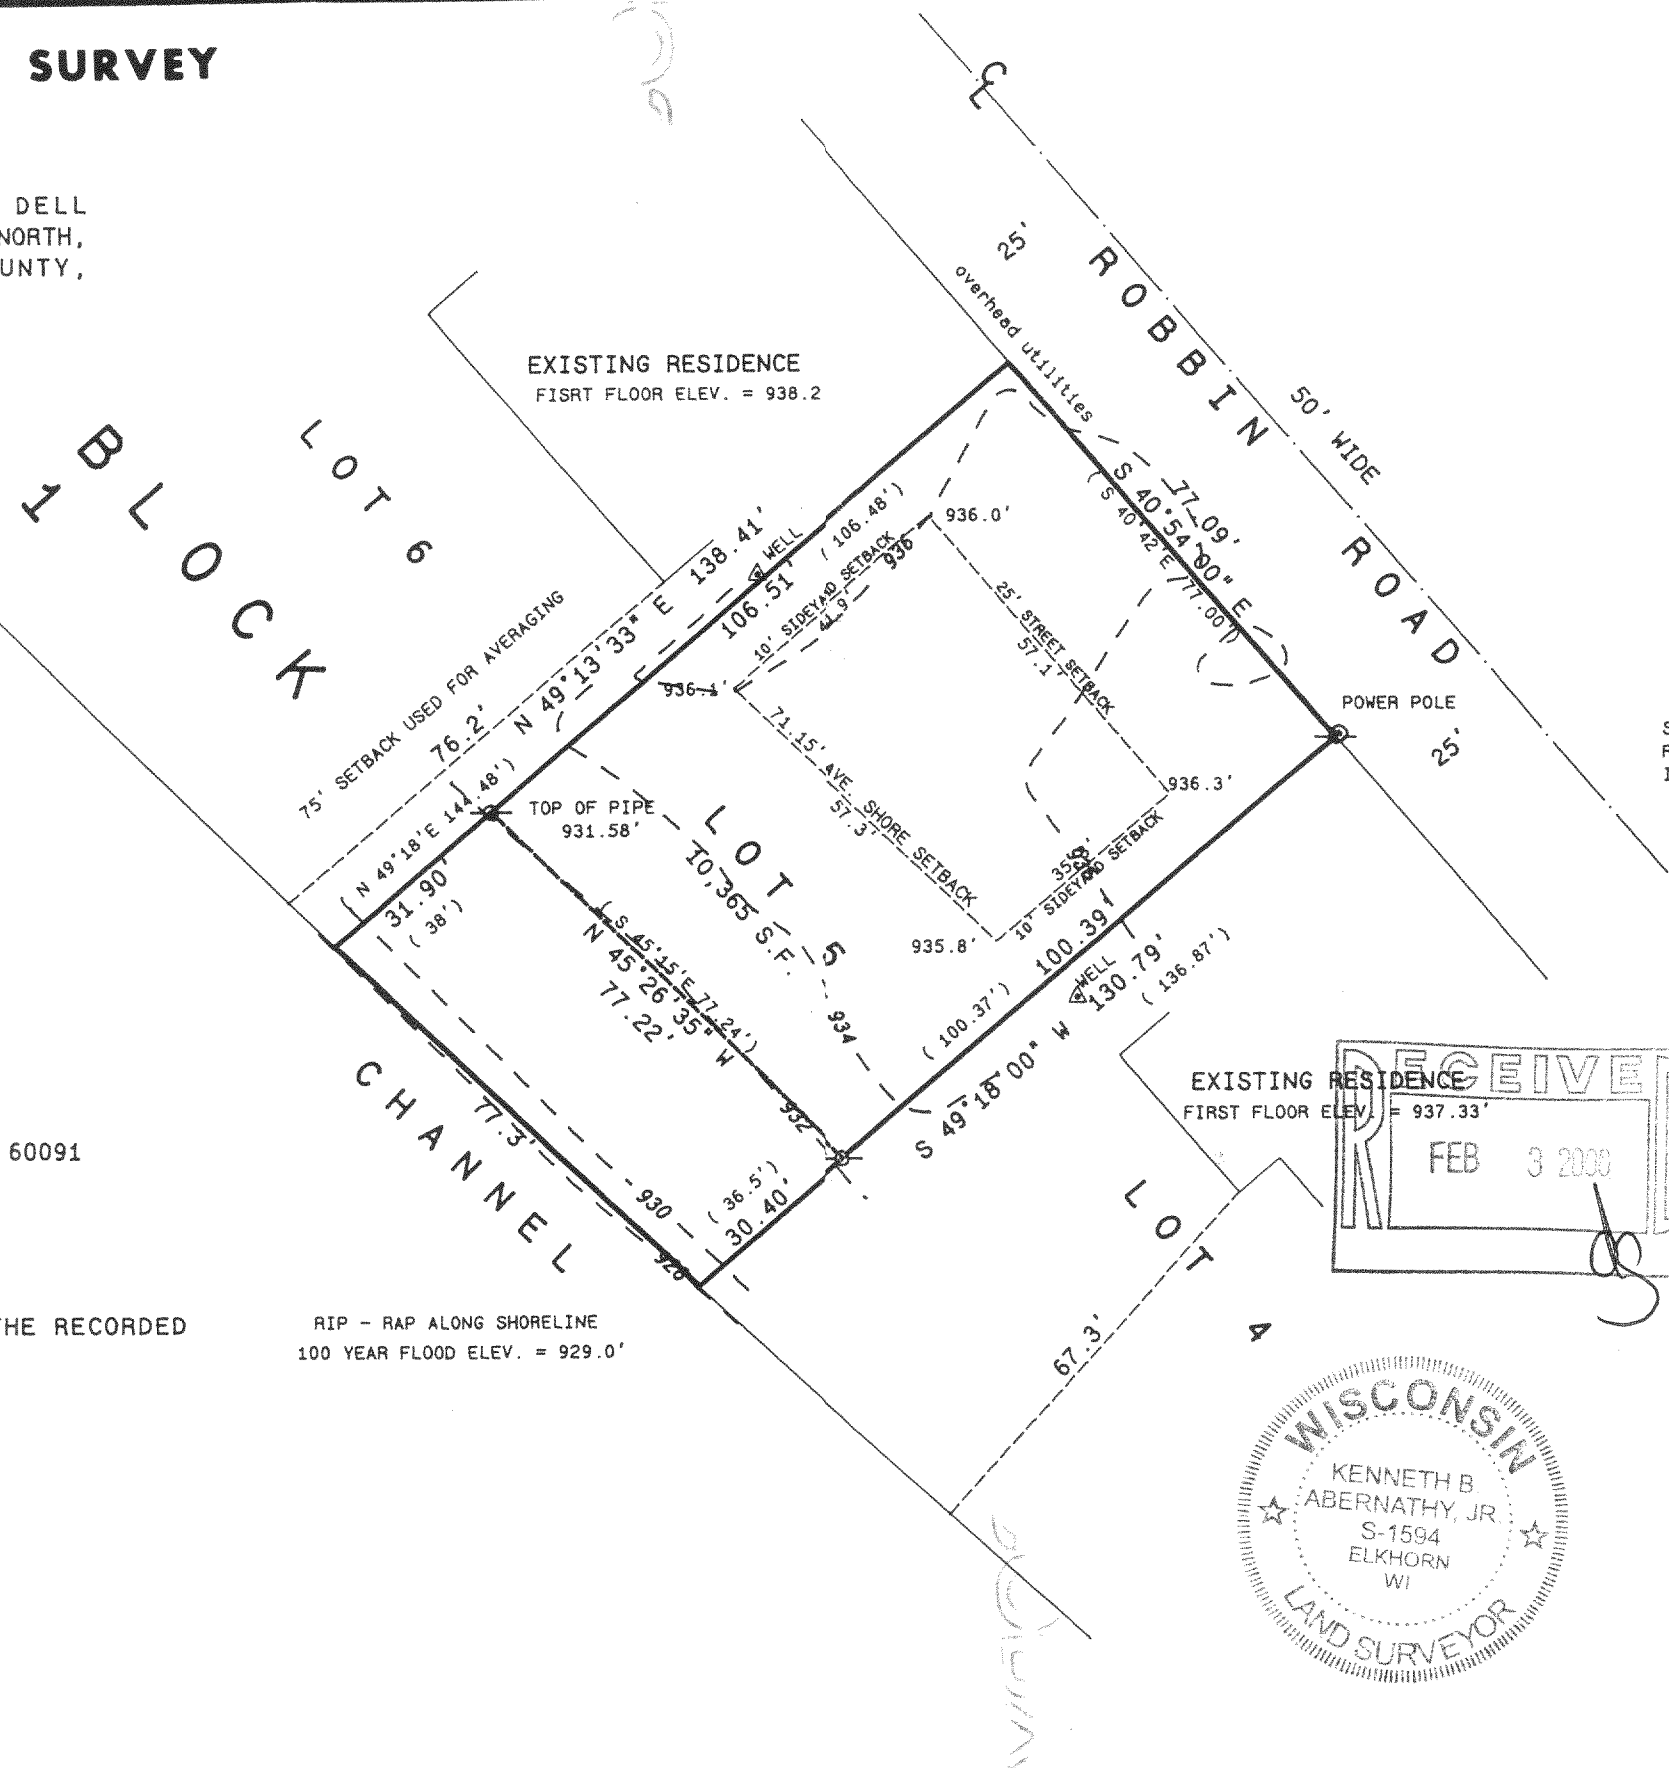 SURVEY
DELL
NORTH,
UNTY,
℄
25'
ROBBIN ROAD
50' WIDE
overhead utilities
EXISTING RESIDENCE
FISRT FLOOR ELEV. = 938.2
LOT 6
BLOCK 1
77.09'
S 40°54'00" E
( S 40°42'E 77.00')
138.41'
N 49°13'33" E
WELL
106.51'
( 106.48')
936
936.0'
10' SIDEYARD SETBACK
41.9'
25' STREET SETBACK
57.1'
936.1'
75' SETBACK USED FOR AVERAGING
76.2'
( N 49°18'E 144.48')
POWER POLE
25'
71.15' AVE. SHORE SETBACK
57.3'
936.3'
TOP OF PIPE
931.58'
LOT 5
10,365 S.F.
10' SIDEYARD SETBACK
935.8'
31.90'
( 38')
( S 45°15'E 77.24')
N 45°26'35" W
77.22'
934
100.39'
( 100.37')
WELL
130.79'
( 136.87')
S 49°18'00" W
CHANNEL
77.3'
932
930
928
( 36.5')
30.40'
EXISTING RESIDENCE
FIRST FLOOR ELEV. = 937.33'
RECEIVED
FEB 3 2000
60091
LOT 4
67.3'
THE RECORDED
RIP - RAP ALONG SHORELINE
100 YEAR FLOOD ELEV. = 929.0'
WISCONSIN
KENNETH B.
ABERNATHY, JR.
S-1594
ELKHORN
WI
LAND SURVEYOR